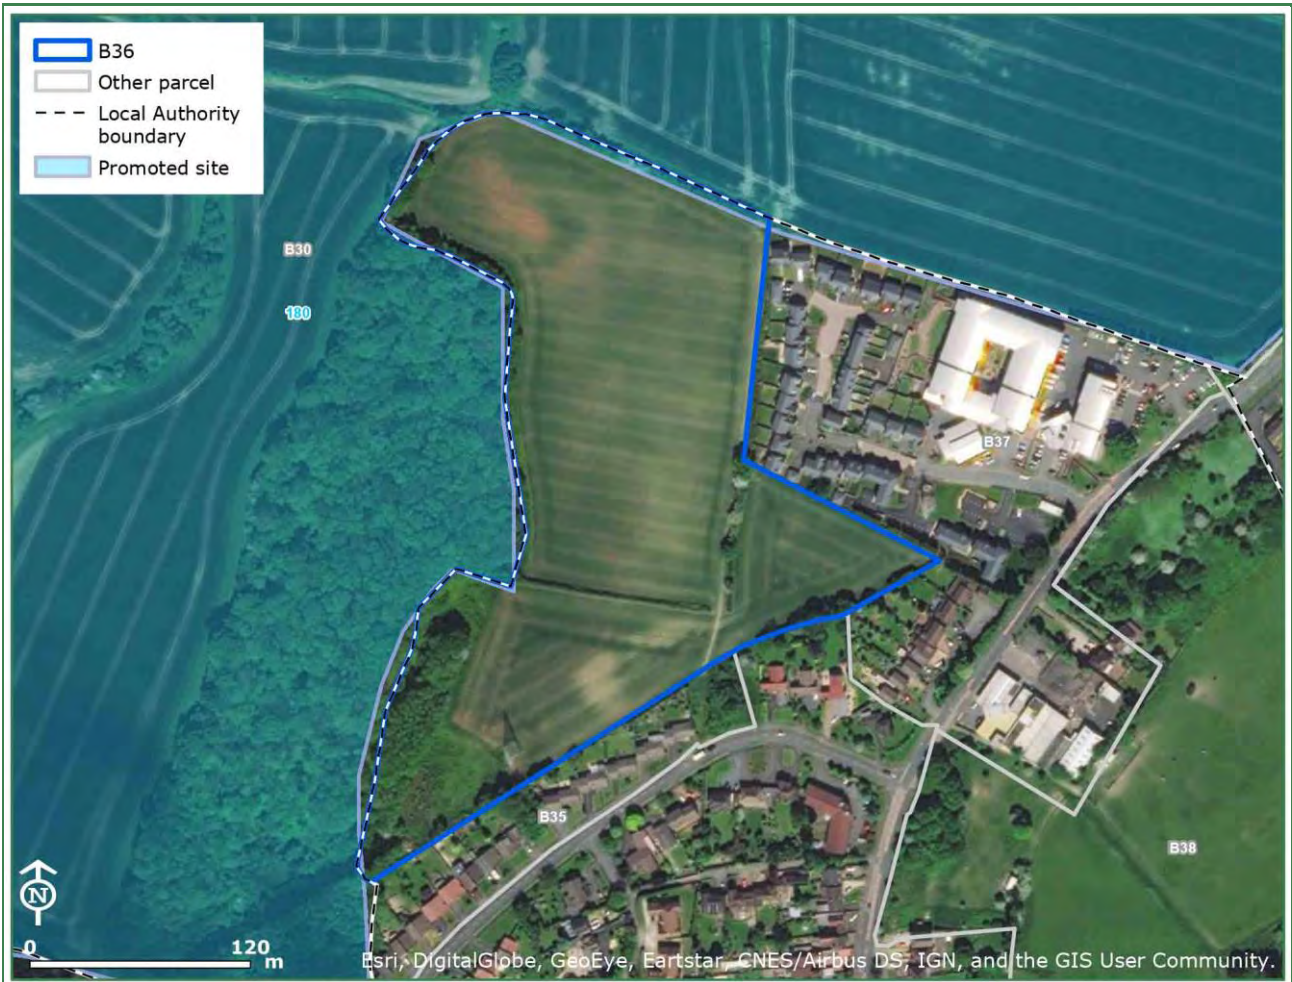 B36
Other parcel
Local Authority
boundary
Promoted site
B30
180
B37
B35
B38
N
0 120
m
Esri, DigitalGlobe, GeoEye, Eartstar, CNES/Airbus DS, IGN, and the GIS User Community.